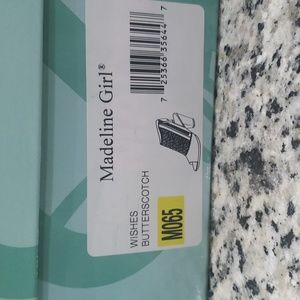 Madeline Girl®
WISHES
BUTTERSCOTCH
M065
7 25366 35644 7